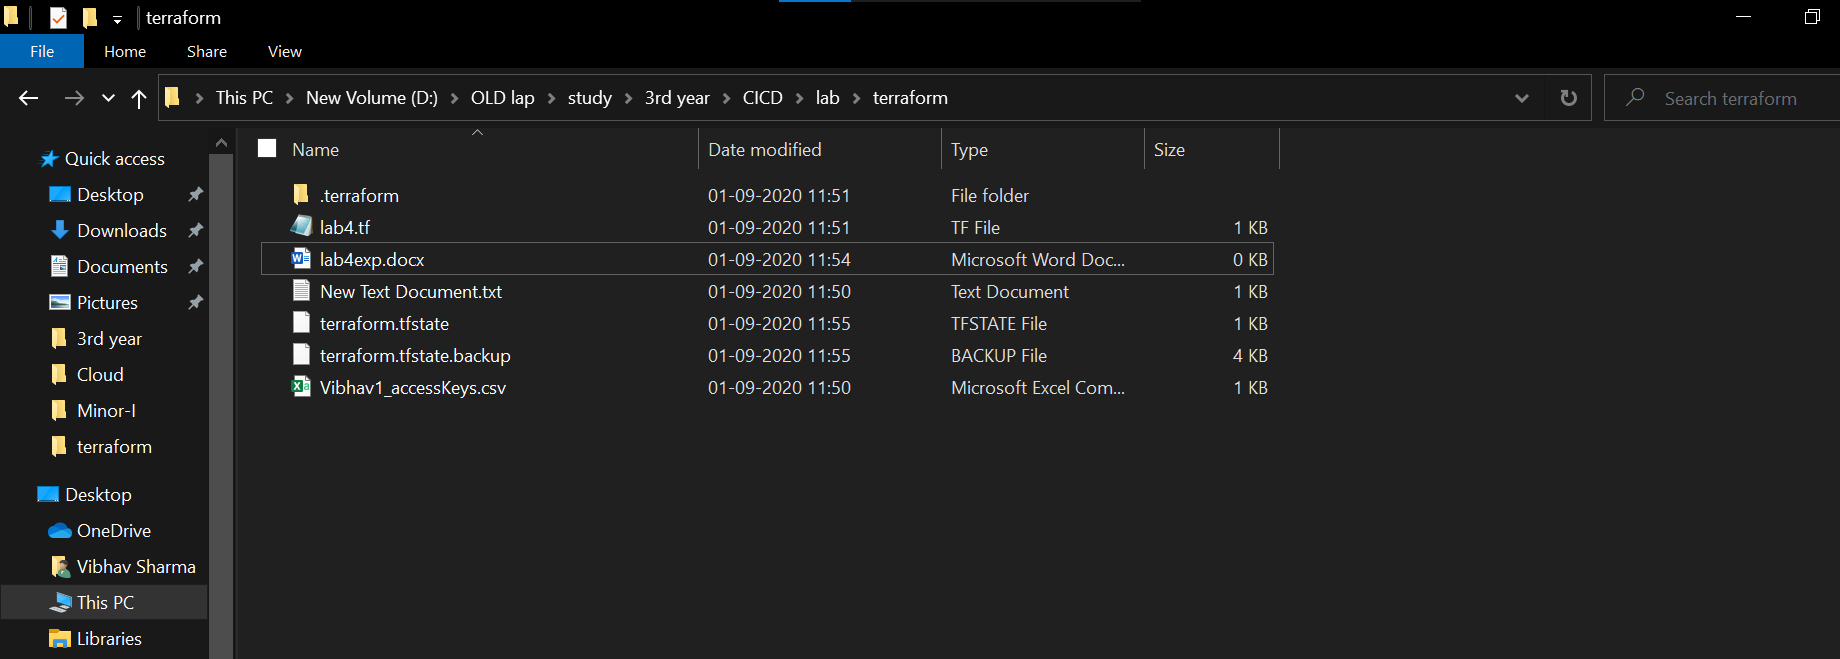 terraform
File Home Share View
This PC New Volume (D:) OLD lap study 3rd year CICD lab terraform Search terraform
Quick access
Desktop
Downloads
Documents
Pictures
3rd year
Cloud
Minor-I
terraform
Desktop
OneDrive
Vibhav Sharma
This PC
Libraries
Name Date modified Type Size
.terraform 01-09-2020 11:51 File folder
lab4.tf 01-09-2020 11:51 TF File 1 KB
lab4exp.docx 01-09-2020 11:54 Microsoft Word Doc... 0 KB
New Text Document.txt 01-09-2020 11:50 Text Document 1 KB
terraform.tfstate 01-09-2020 11:55 TFSTATE File 1 KB
terraform.tfstate.backup 01-09-2020 11:55 BACKUP File 4 KB
Vibhav1_accessKeys.csv 01-09-2020 11:50 Microsoft Excel Com... 1 KB